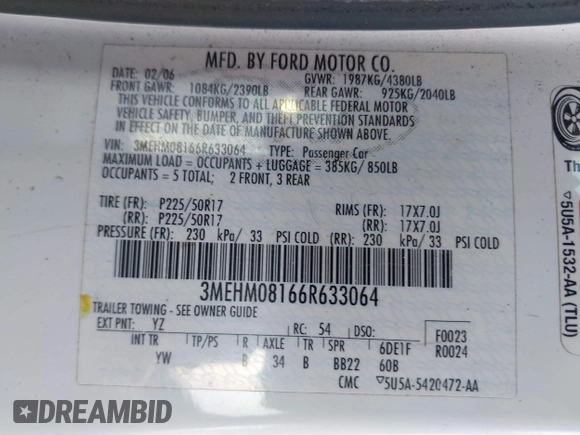 MFD. BY FORD MOTOR CO.
DATE: 02/06 GVWR: 1987KG/4380LB
FRONT GAWR: 1084KG/2390LB REAR GAWR: 925KG/2040LB
THIS VEHICLE CONFORMS TO ALL APPLICABLE FEDERAL MOTOR
VEHICLE SAFETY, BUMPER, AND THEFT PREVENTION STANDARDS
IN EFFECT ON THE DATE OF MANUFACTURE SHOWN ABOVE.
VIN: 3MEHM08166R633064 TYPE: Passenger Car
MAXIMUM LOAD = OCCUPANTS + LUGGAGE = 385KG/ 850LB
OCCUPANTS = 5 TOTAL; 2 FRONT, 3 REAR
TIRE (FR): P225/50R17 RIMS (FR): 17X7.0J
(RR): P225/50R17 (RR): 17X7.0J
PRESSURE (FR): 230 kPa/ 33 PSI COLD (RR): 230 kPa/ 33 PSI COLD
3MEHM08166R633064
TRAILER TOWING - SEE OWNER GUIDE
EXT PNT: YZ RC: 54 DSO: F0023
INT TR TP/PS R AXLE TR SPR 6DE1F R0024
YW B 34 B BB22 60B
CMC ▽5U5A-5420472-AA
Th
▽5U5A-1532-AA (TLU)
DREAMBID